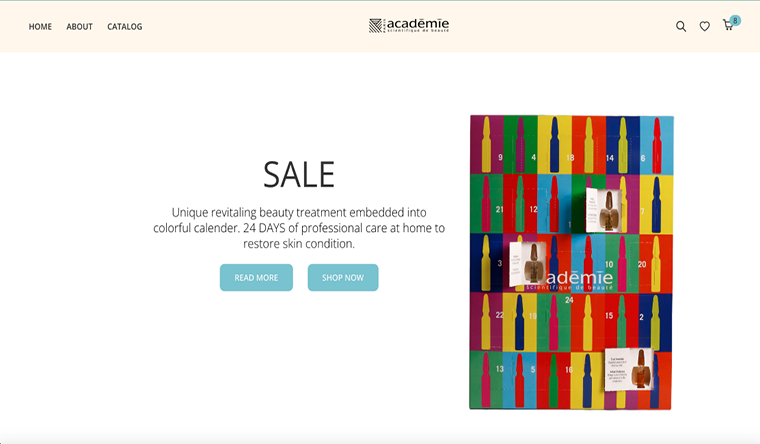 HOME ABOUT CATALOG
académie
scientifique de beauté
8
SALE
Unique revitaling beauty treatment embedded into
colorful calender. 24 DAYS of professional care at home to
restore skin condition.
READ MORE SHOP NOW
9 4 18 14 6
21 12 7
3 1 10 20
adémie
scientifique de beauté
24
22 19 15 2
13 5 16